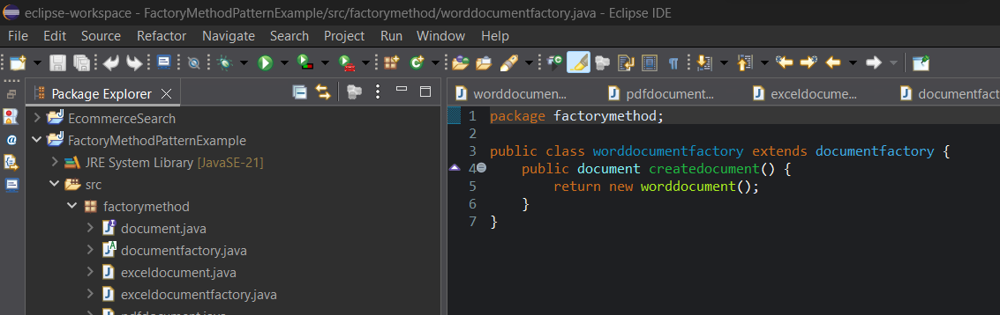 eclipse-workspace - FactoryMethodPatternExample/src/factorymethod/worddocumentfactory.java - Eclipse IDE
File Edit Source Refactor Navigate Search Project Run Window Help
Package Explorer
worddocumen... pdfdocument... exceldocume... documentfact
EcommerceSearch
FactoryMethodPatternExample
JRE System Library [JavaSE-21]
src
factorymethod
document.java
documentfactory.java
exceldocument.java
exceldocumentfactory.java
pdfdocument.java
1 package factorymethod;
2
3 public class worddocumentfactory extends documentfactory {
4 public document createdocument() {
5 return new worddocument();
6 }
7 }